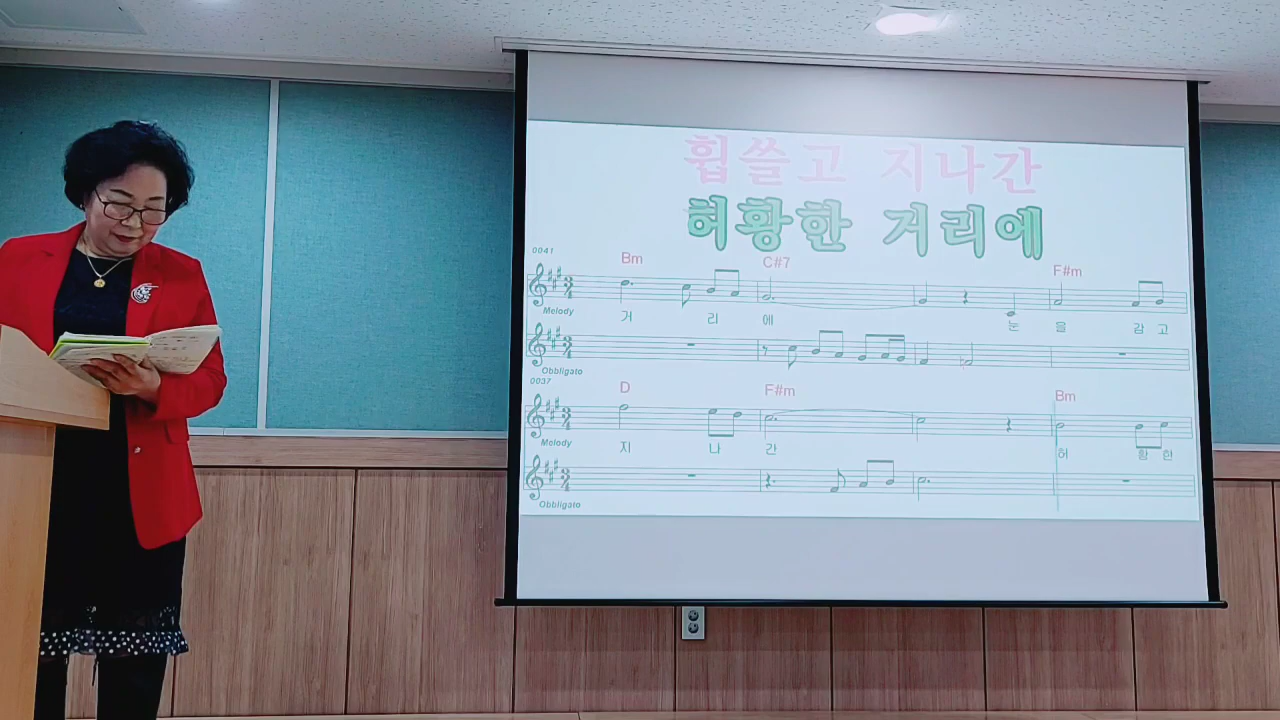 휩쓸고 지나간
허황한 거리에
0041
Bm C#7 F#m
Melody
거 리 에 눈 을 감 고
Obbligato
0037
D F#m Bm
Melody
지 나 간 허 황 한
Obbligato